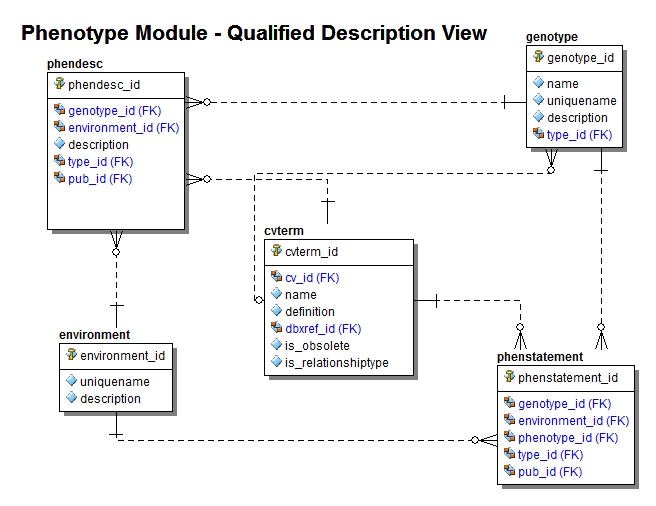 Phenotype Module - Qualified Description View
phendesc
phendesc_id
genotype_id (FK)
environment_id (FK)
description
type_id (FK)
pub_id (FK)
genotype
genotype_id
name
uniquename
description
type_id (FK)
cvterm
cvterm_id
cv_id (FK)
name
definition
dbxref_id (FK)
is_obsolete
is_relationshiptype
environment
environment_id
uniquename
description
phenstatement
phenstatement_id
genotype_id (FK)
environment_id (FK)
phenotype_id (FK)
type_id (FK)
pub_id (FK)